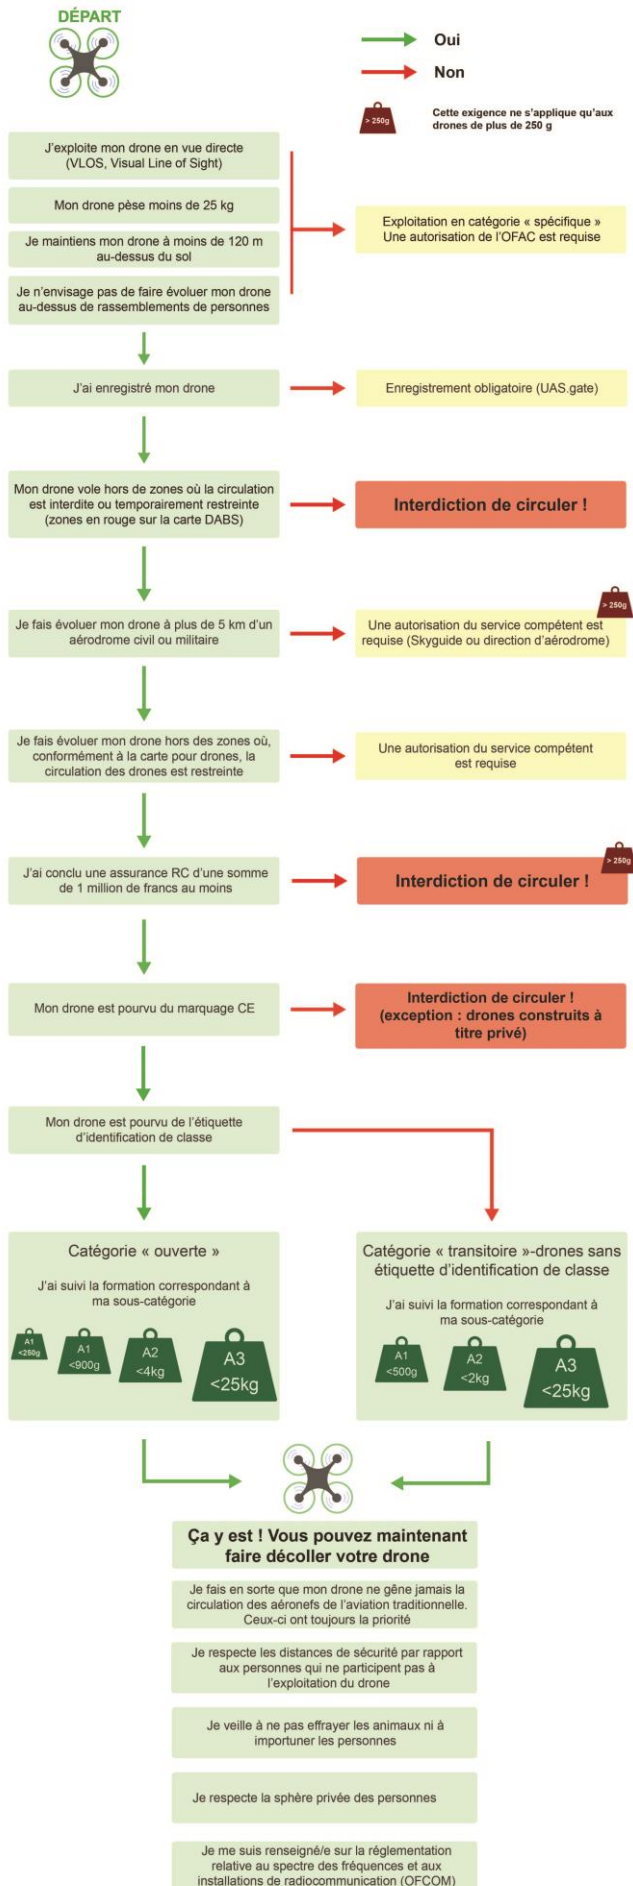 DÉPART
Oui
Non
> 250g
Cette exigence ne s'applique qu'aux
drones de plus de 250 g
J'exploite mon drone en vue directe
(VLOS, Visual Line of Sight)
Mon drone pèse moins de 25 kg
Je maintiens mon drone à moins de 120 m
au-dessus du sol
Je n'envisage pas de faire évoluer mon drone
au-dessus de rassemblements de personnes
Exploitation en catégorie « spécifique »
Une autorisation de l'OFAC est requise
J'ai enregistré mon drone
Enregistrement obligatoire (UAS.gate)
Mon drone vole hors de zones où la circulation
est interdite ou temporairement restreinte
(zones en rouge sur la carte DABS)
Interdiction de circuler !
Je fais évoluer mon drone à plus de 5 km d'un
aérodrome civil ou militaire
> 250g
Une autorisation du service compétent est
requise (Skyguide ou direction d'aérodrome)
Je fais évoluer mon drone hors des zones où,
conformément à la carte pour drones, la
circulation des drones est restreinte
Une autorisation du service compétent
est requise
J'ai conclu une assurance RC d'une somme
de 1 million de francs au moins
> 250g
Interdiction de circuler !
Mon drone est pourvu du marquage CE
Interdiction de circuler !
(exception : drones construits à
titre privé)
Mon drone est pourvu de l'étiquette
d'identification de classe
Catégorie « ouverte »
J'ai suivi la formation correspondant à
ma sous-catégorie
A1
<250g
A1
<900g
A2
<4kg
A3
<25kg
Catégorie « transitoire »-drones sans
étiquette d'identification de classe
J'ai suivi la formation correspondant à
ma sous-catégorie
A1
<500g
A2
<2kg
A3
<25kg
Ça y est ! Vous pouvez maintenant
faire décoller votre drone
Je fais en sorte que mon drone ne gêne jamais la
circulation des aéronefs de l'aviation traditionnelle.
Ceux-ci ont toujours la priorité
Je respecte les distances de sécurité par rapport
aux personnes qui ne participent pas à
l'exploitation du drone
Je veille à ne pas effrayer les animaux ni à
importuner les personnes
Je respecte la sphère privée des personnes
Je me suis renseigné/e sur la réglementation
relative au spectre des fréquences et aux
installations de radiocommunication (OFCOM)